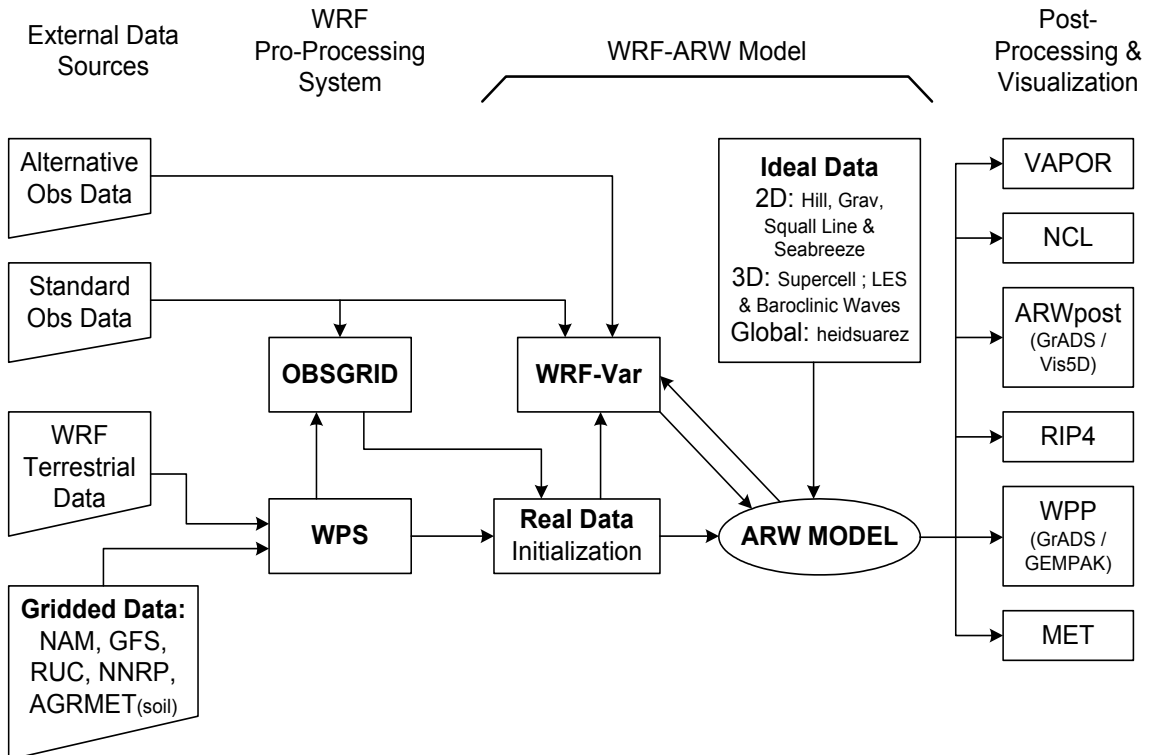 External Data
Sources
WRF
Pro-Processing
System
WRF-ARW Model
Post-
Processing &
Visualization
Alternative
Obs Data
Standard
Obs Data
WRF
Terrestrial
Data
Gridded Data:
NAM, GFS,
RUC, NNRP,
AGRMET(soil)
OBSGRID
WPS
WRF-Var
Real Data
Initialization
Ideal Data
2D: Hill, Grav,
Squall Line &
Seabreeze
3D: Supercell ; LES
& Baroclinic Waves
Global: heidsuarez
ARW MODEL
VAPOR
NCL
ARWpost
(GrADS /
Vis5D)
RIP4
WPP
(GrADS /
GEMPAK)
MET